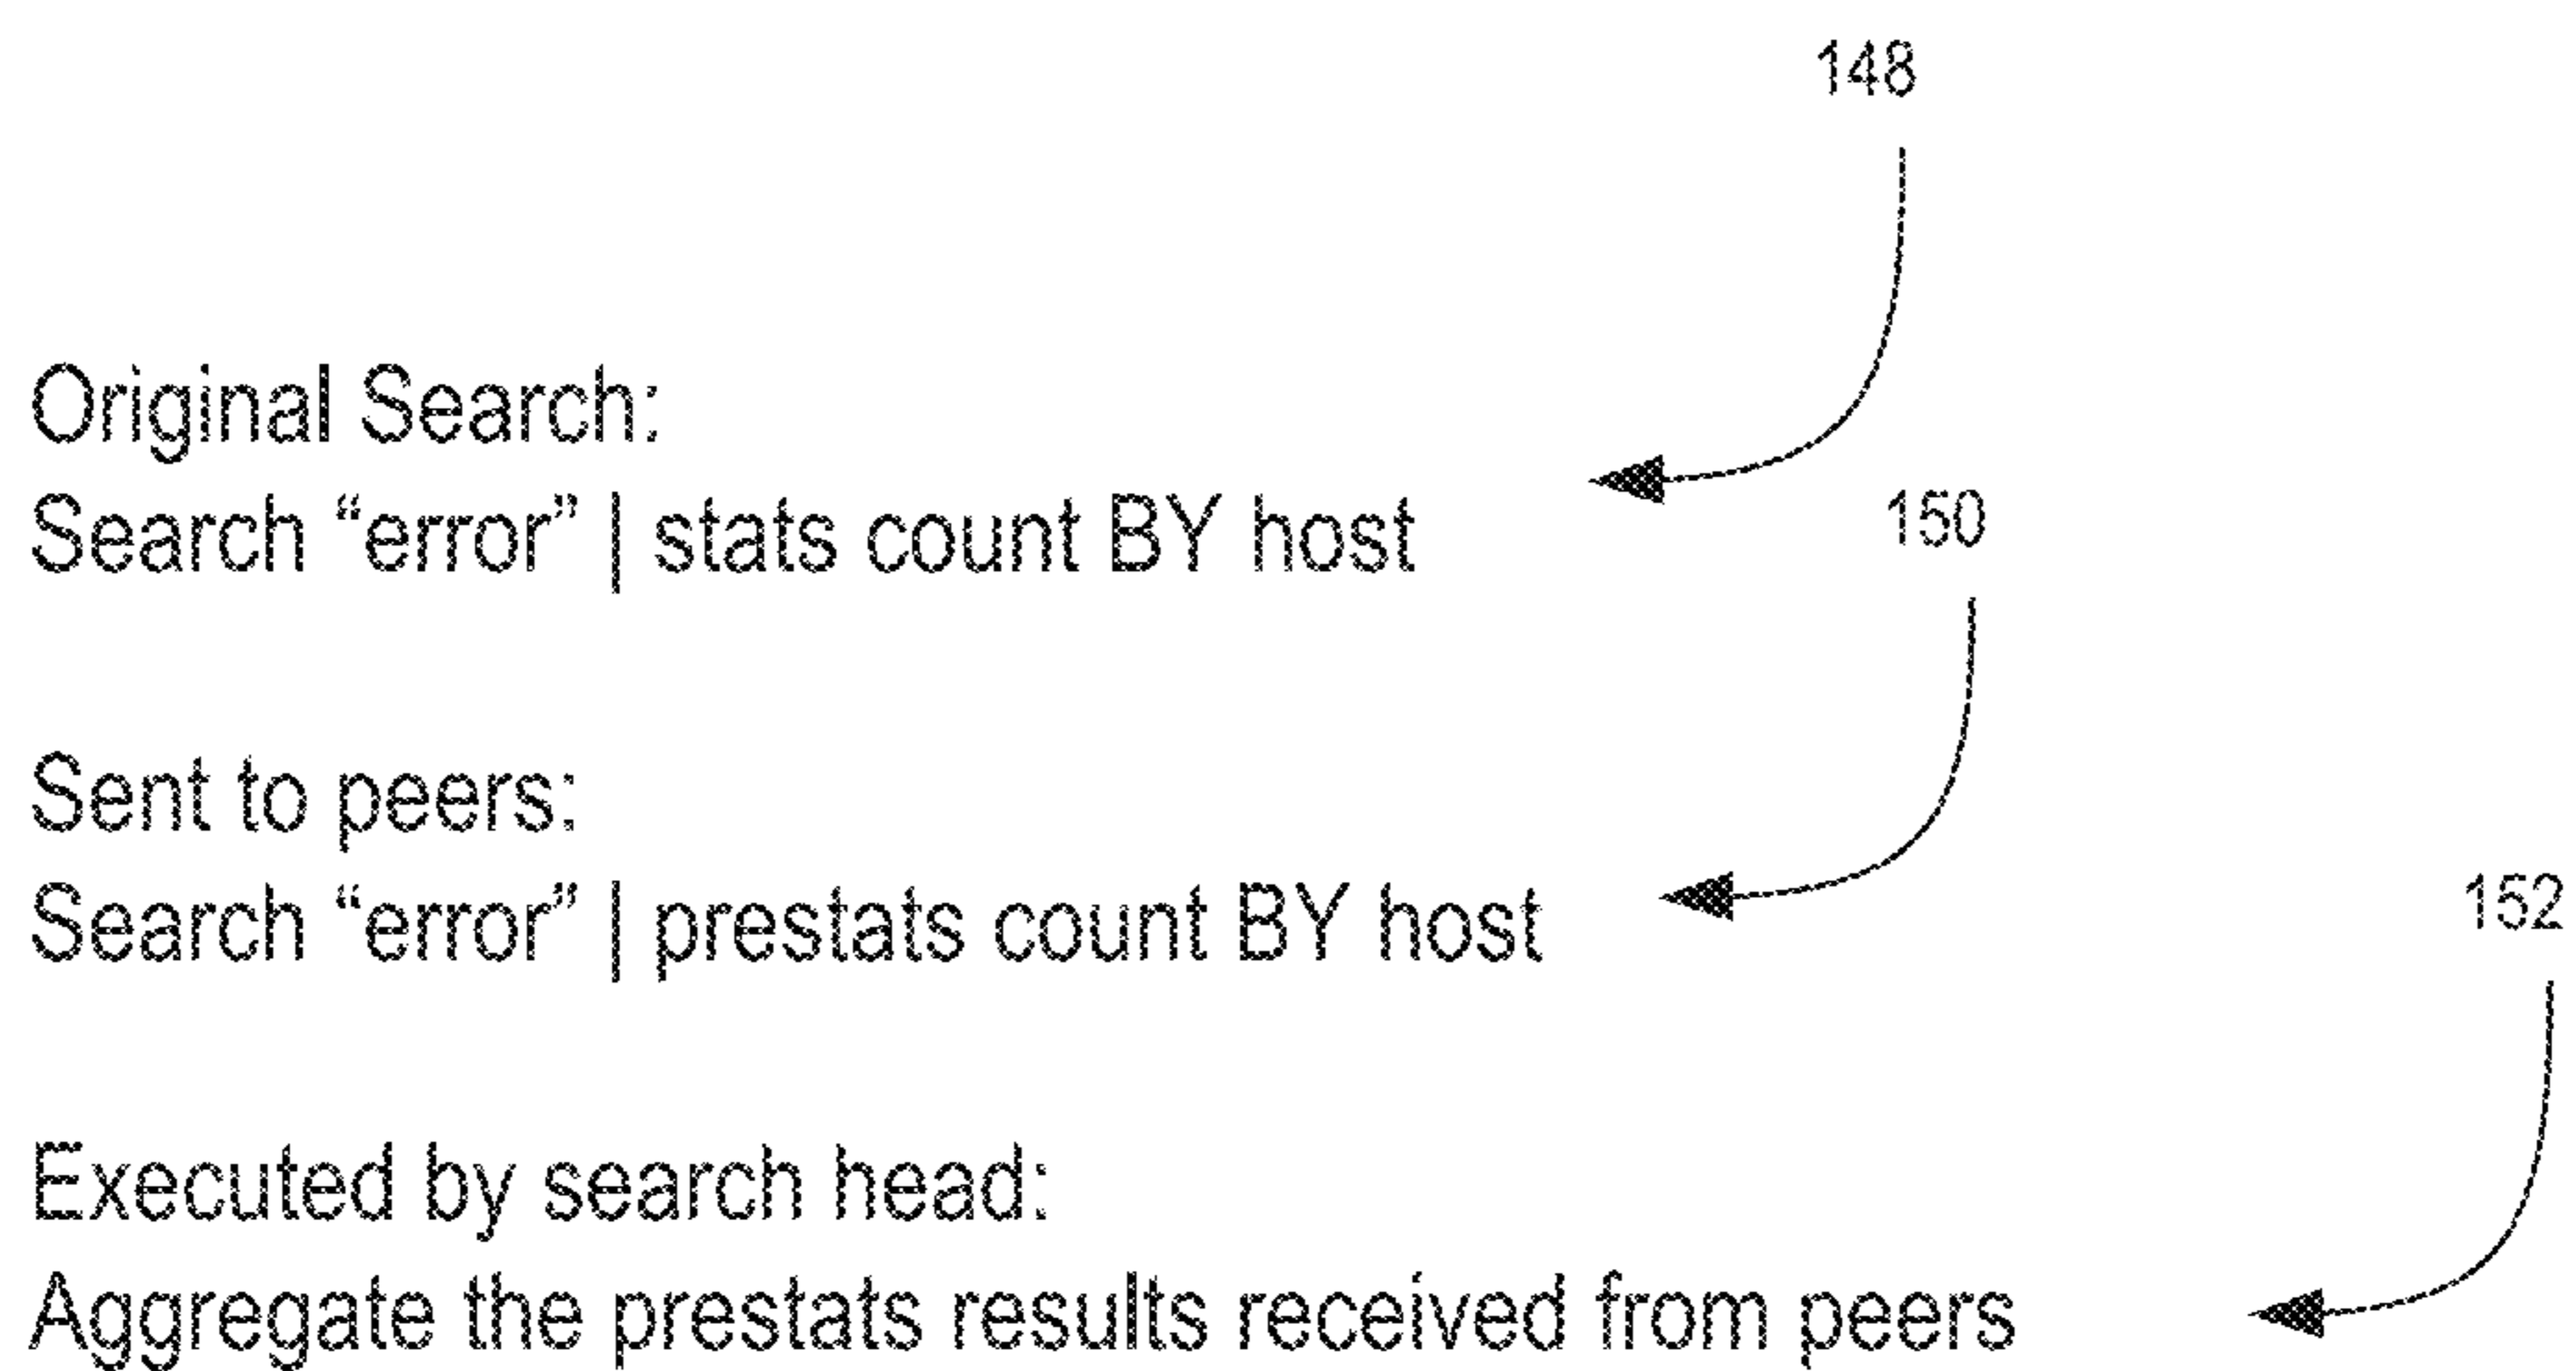 148
Original Search:
Search “error” | stats count BY host
150
Sent to peers:
Search “error” | prestats count BY host
152
Executed by search head:
Aggregate the prestats results received from peers